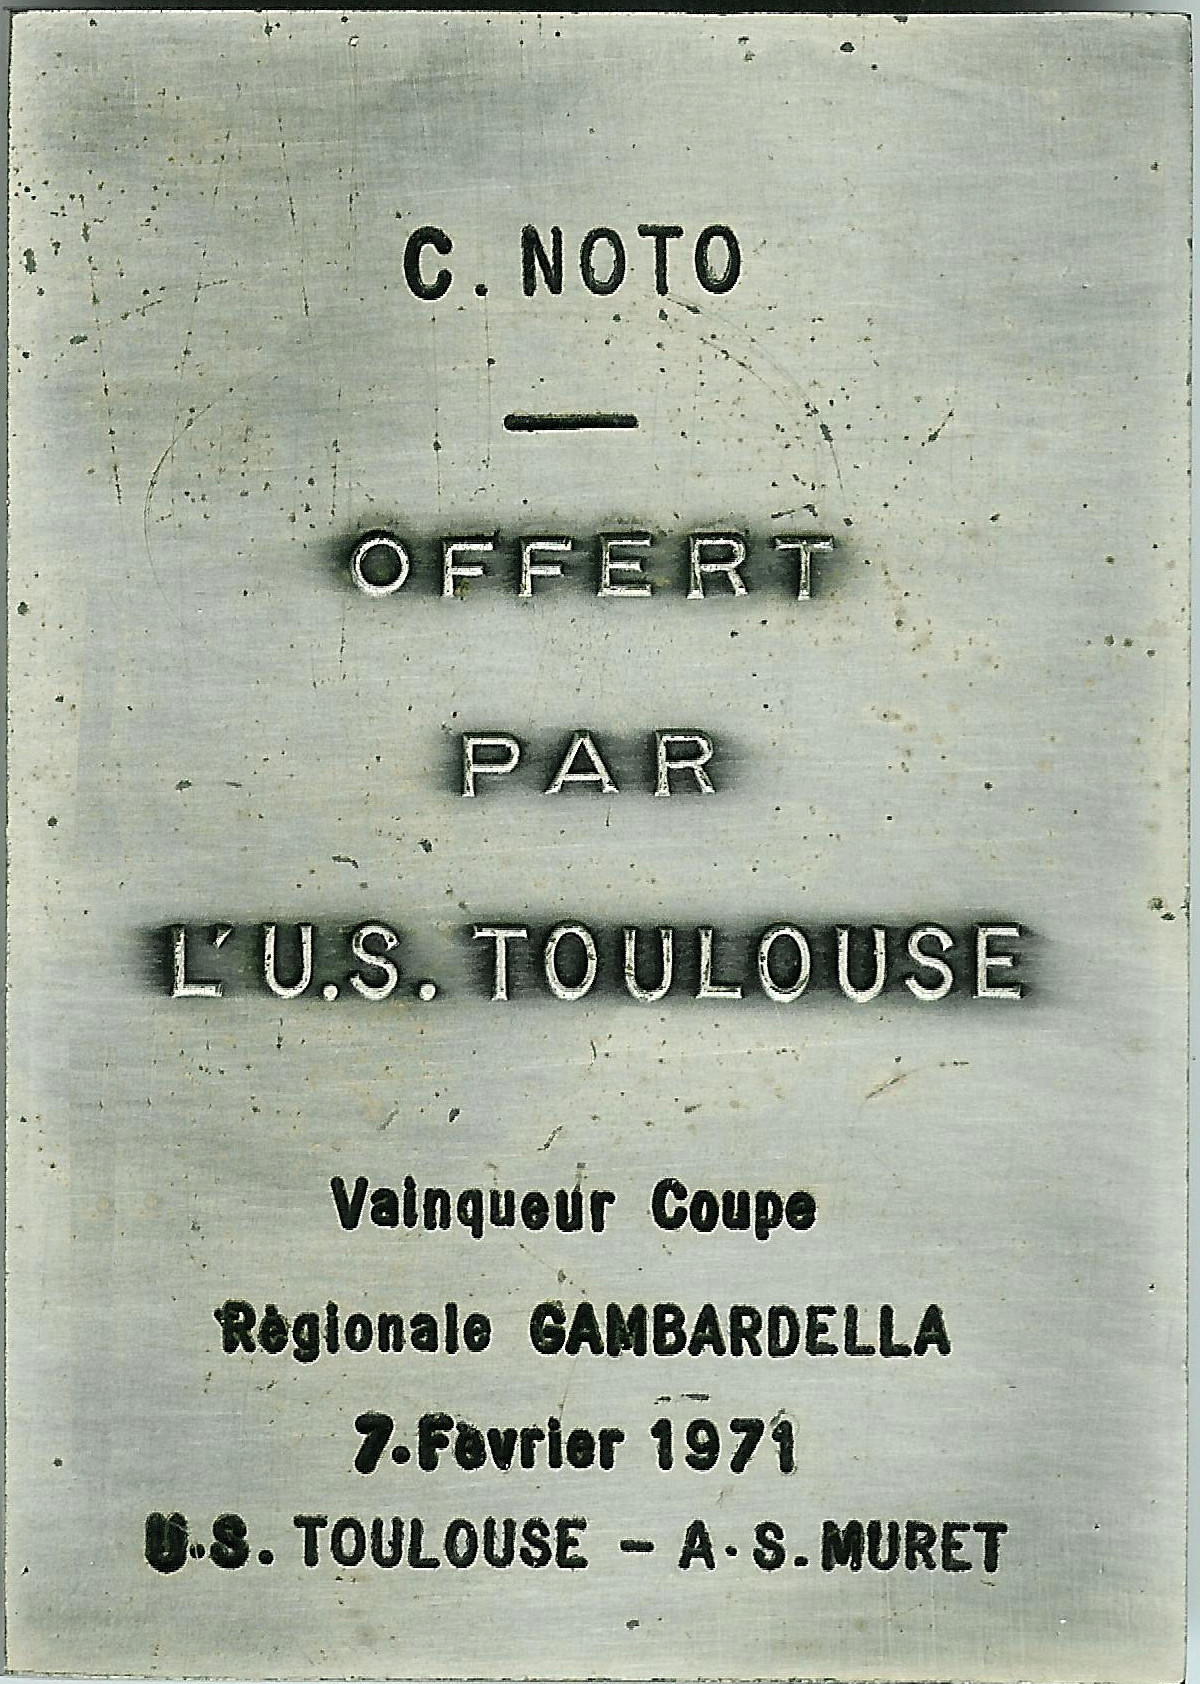 C. NOTO
—
OFFERT
PAR
L'U.S. TOULOUSE
Vainqueur Coupe
Régionale GAMBARDELLA
7.Février 1971
U.S. TOULOUSE - A.S. MURET